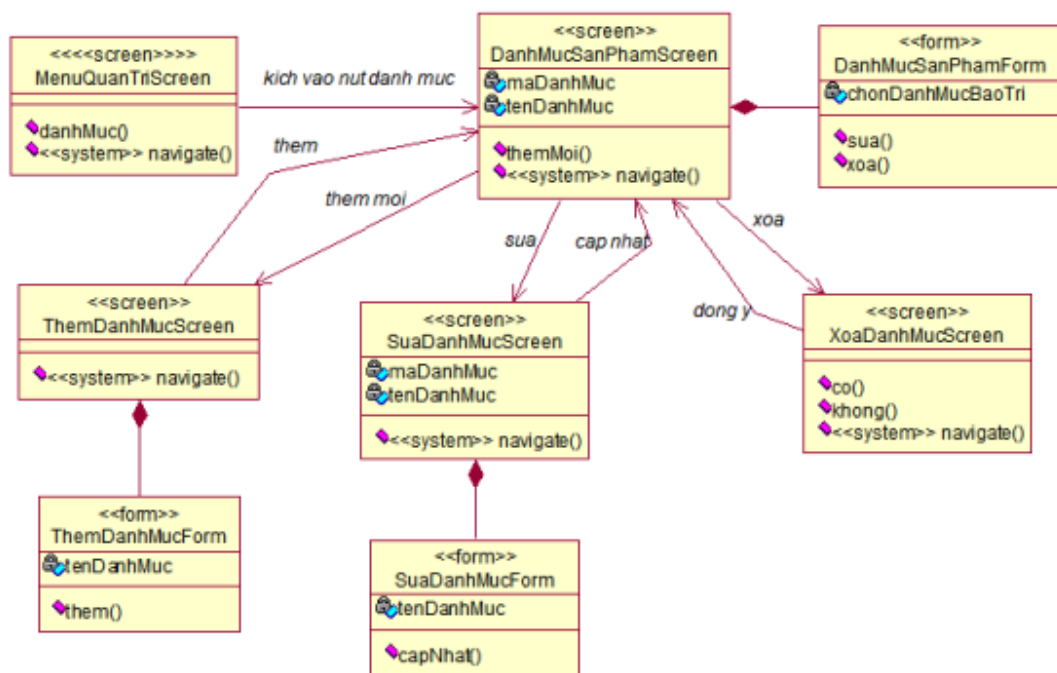 <<<<screen>>>>
MenuQuanTriScreen
danhMuc()
<<system>> navigate()
kich vao nut danh muc
<<screen>>
DanhMucSanPhamScreen
maDanhMuc
tenDanhMuc
themMoi()
<<system>> navigate()
<<form>>
DanhMucSanPhamForm
chonDanhMucBaoTri
sua()
xoa()
them
them moi
sua
cap nhat
xoa
dong y
<<screen>>
ThemDanhMucScreen
<<system>> navigate()
<<screen>>
SuaDanhMucScreen
maDanhMuc
tenDanhMuc
<<system>> navigate()
<<screen>>
XoaDanhMucScreen
co()
khong()
<<system>> navigate()
<<form>>
ThemDanhMucForm
tenDanhMuc
them()
<<form>>
SuaDanhMucForm
tenDanhMuc
capNhat()